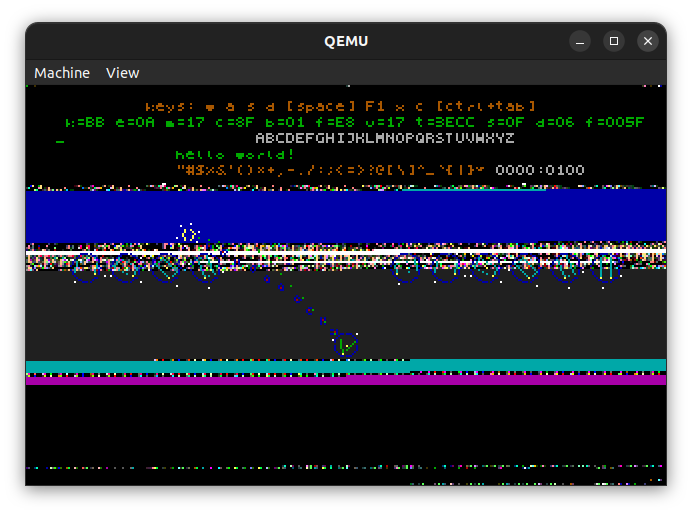 QEMU
Machine View
keys: w a s d [space] F1 x c [ctrl+tab]
k=BB e=0A m=17 c=8F b=01 f=E8 u=17 t=3ECC s=0F d=06 f=005F
ABCDEFGHIJKLMNOPQRSTUVWXYZ
hello world!
"#$%&'()*+,-./:;<=>?@[\]^_`{|}~ 0000:0100